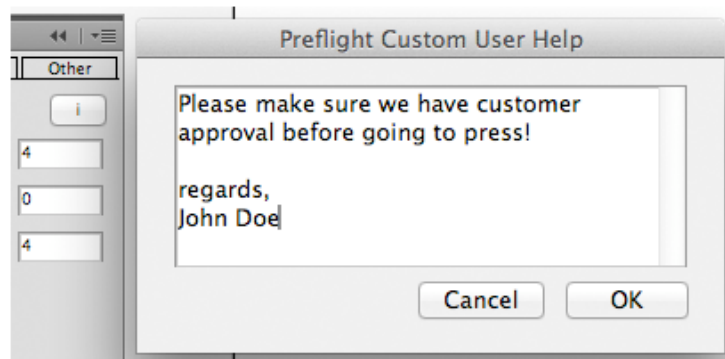 Preflight Custom User Help
Other
i
4
0
4
Please make sure we have customer
approval before going to press!
regards,
John Doe
Cancel
OK